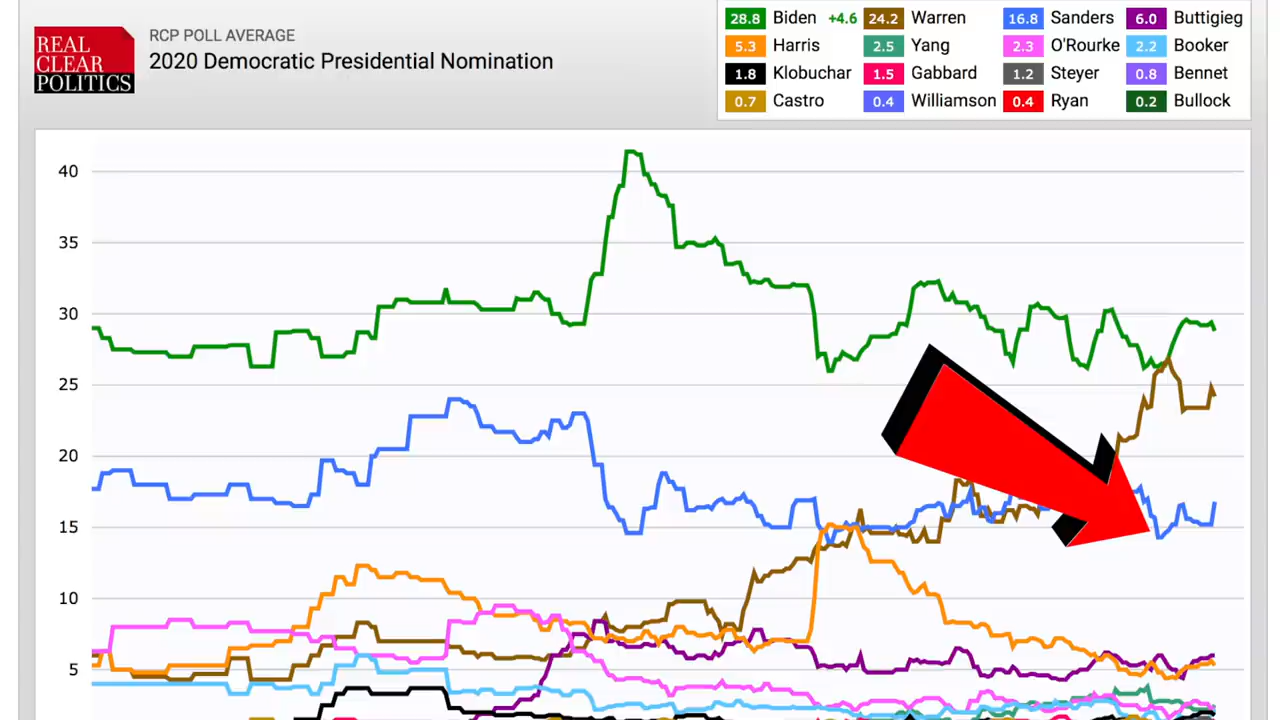 REAL
CLEAR
POLITICS
RCP POLL AVERAGE
2020 Democratic Presidential Nomination
28.8 Biden +4.6 24.2 Warren 16.8 Sanders 6.0 Buttigieg
5.3 Harris 2.5 Yang 2.3 O'Rourke 2.2 Booker
1.8 Klobuchar 1.5 Gabbard 1.2 Steyer 0.8 Bennet
0.7 Castro 0.4 Williamson 0.4 Ryan 0.2 Bullock
40
35
30
25
20
15
10
5